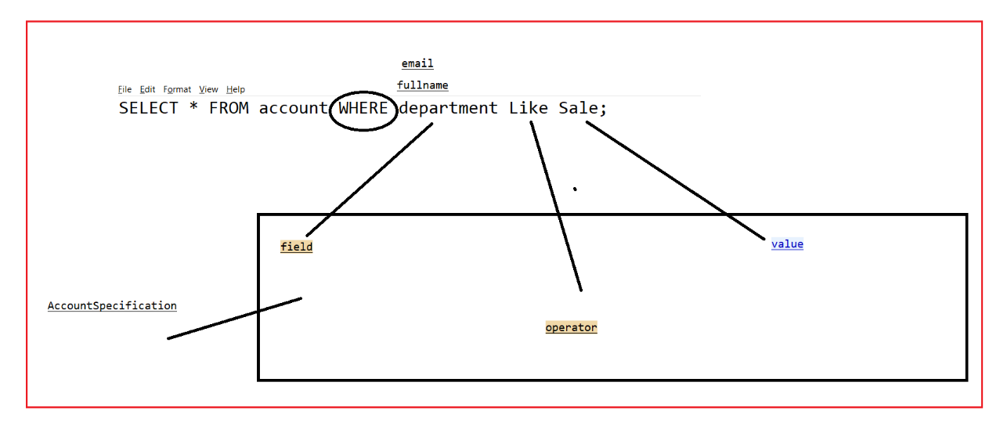 email
fullname
File Edit Format View Help
SELECT * FROM account WHERE department Like Sale;
field
value
AccountSpecification
operator